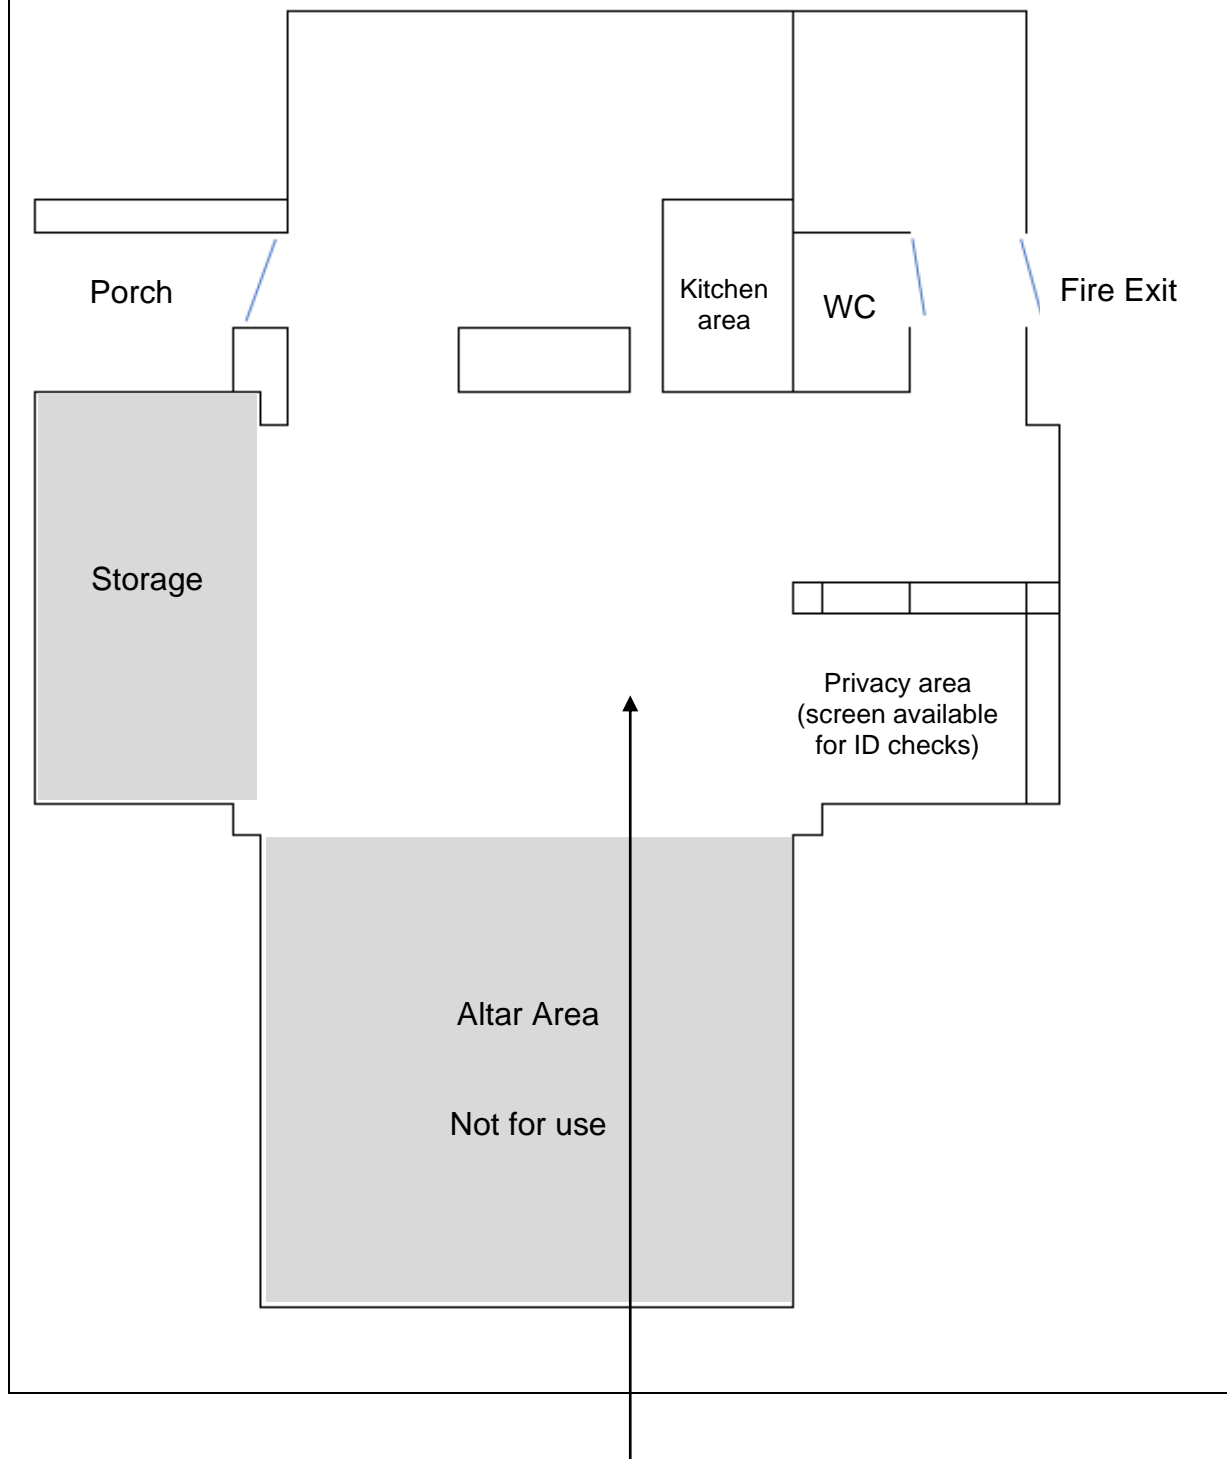 Porch
Kitchen
area
WC
Fire Exit
Storage
Privacy area
(screen available
for ID checks)
Altar Area
Not for use